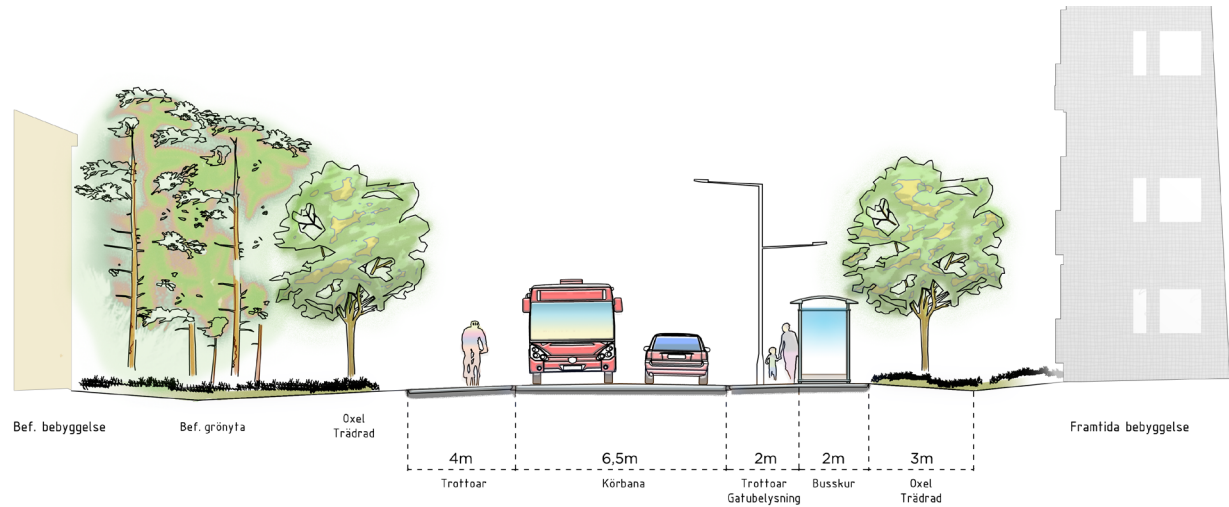 Bef. bebyggelse
Bef. grönyta
Oxel
Trädrad
4m
Trottoar
6,5m
Körbana
2m
Trottoar
Gatubelysning
2m
Busskur
3m
Oxel
Trädrad
Framtida bebyggelse